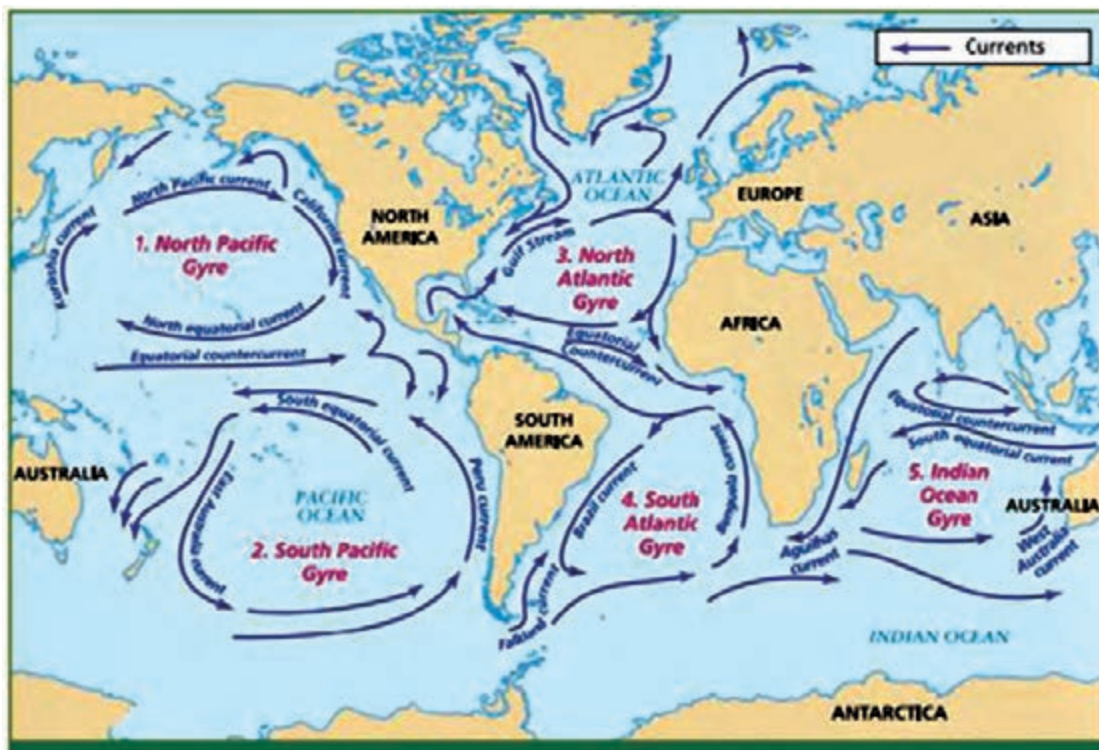 Currents
ATLANTIC
OCEAN
EUROPE
ASIA
NORTH
AMERICA
North Pacific current
California current
Kuroshio current
1. North Pacific
Gyre
Gulf Stream
3. North
Atlantic
Gyre
AFRICA
North equatorial current
Equatorial countercurrent
Equatorial
countercurrent
South equatorial current
SOUTH
AMERICA
Equatorial countercurrent
South equatorial current
AUSTRALIA
East Australia current
PACIFIC
OCEAN
Peru current
2. South Pacific
Gyre
Brazil current
4. South
Atlantic
Gyre
Benguela current
5. Indian
Ocean
Gyre
AUSTRALIA
West
Australia
current
Agulhas
current
Falkland current
INDIAN OCEAN
ANTARCTICA